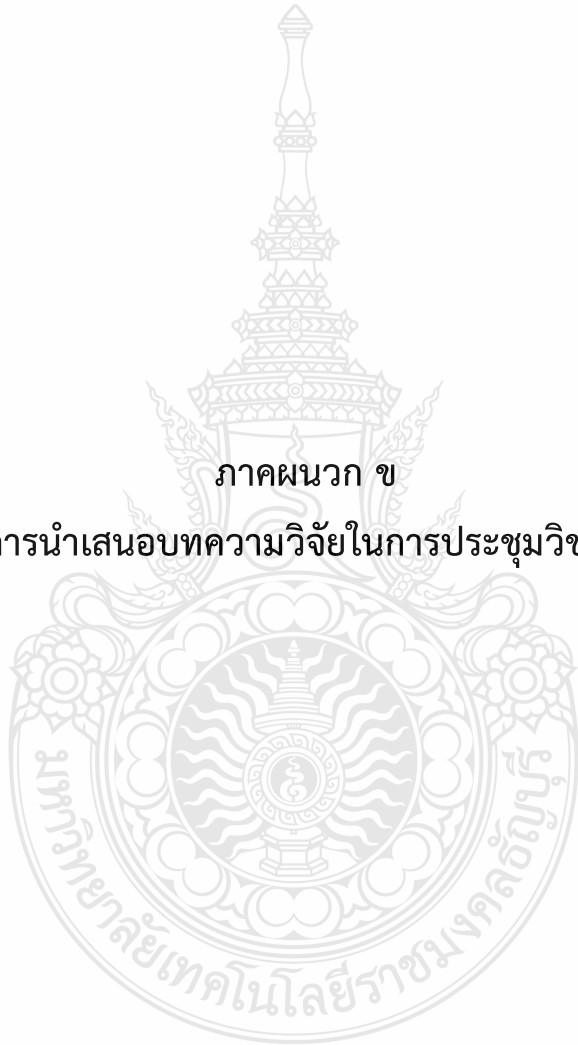 ภาคผนวก ข
การนำเสนอบทความวิจัยในการประชุมวิช
มหาวิทยาลัยเทคโนโลยีราชมงคลธัญบุรี